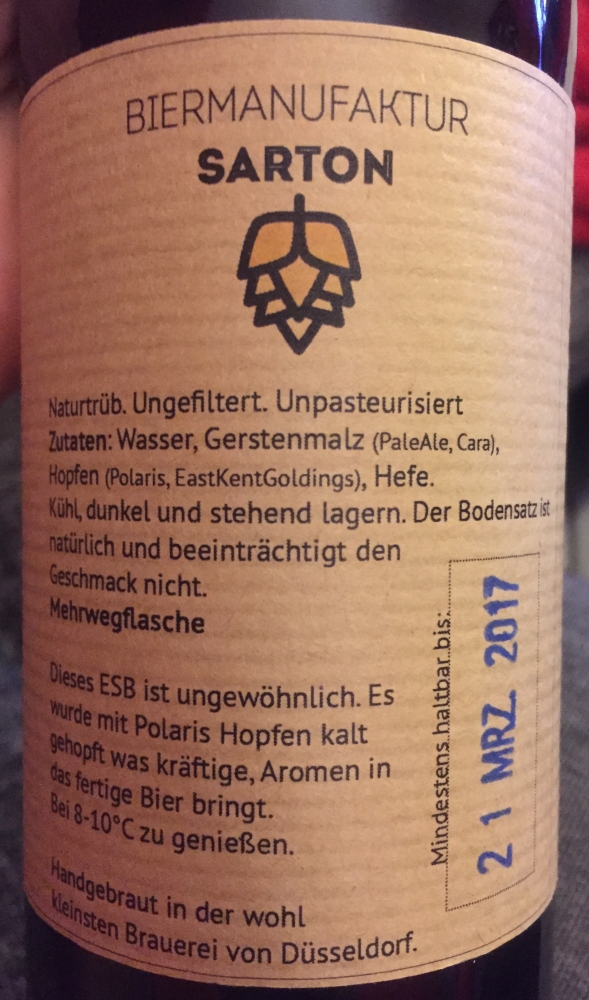 BIERMANUFAKTUR
SARTON
Naturtrüb. Ungefiltert. Unpasteurisiert
Zutaten: Wasser, Gerstenmalz (PaleAle, Cara),
Hopfen (Polaris, EastKentGoldings), Hefe.
Kühl, dunkel und stehend lagern. Der Bodensatz ist
natürlich und beeinträchtigt den
Geschmack nicht.
Mehrwegflasche
Dieses ESB ist ungewöhnlich. Es
wurde mit Polaris Hopfen kalt
gehopft was kräftige, Aromen in
das fertige Bier bringt.
Bei 8-10°C zu genießen.
Handgebraut in der wohl
kleinsten Brauerei von Düsseldorf.
Mindestens haltbar bis:
21 MRZ. 2017